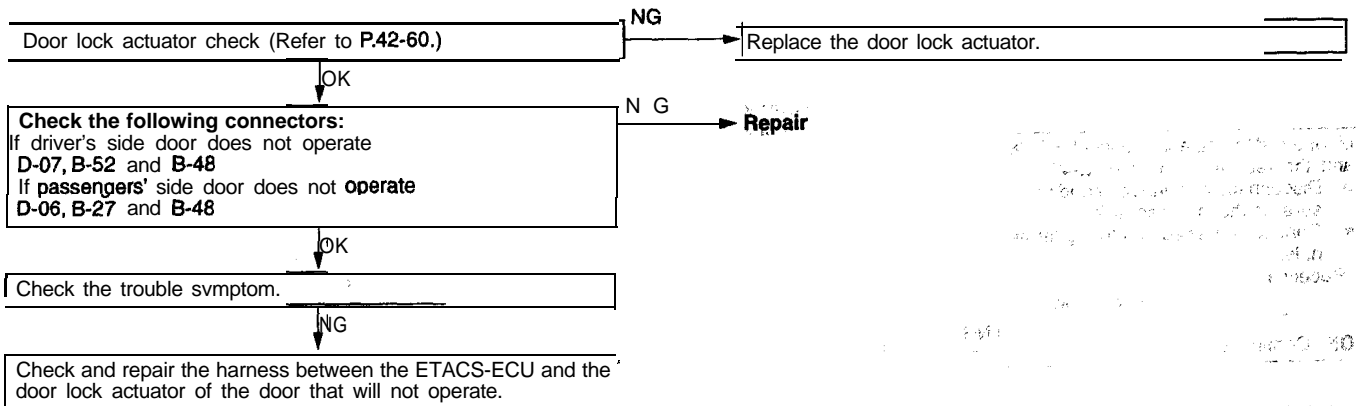 NG
Door lock actuator check (Refer to P.42-60.)
Replace the door lock actuator.
OK
Check the following connectors:
If driver's side door does not operate
D-07, B-52 and B-48
If passengers' side door does not operate
D-06, B-27 and B-48
N G
Repair
OK
Check the trouble svmptom.
NG
Check and repair the harness between the ETACS-ECU and the
door lock actuator of the door that will not operate.